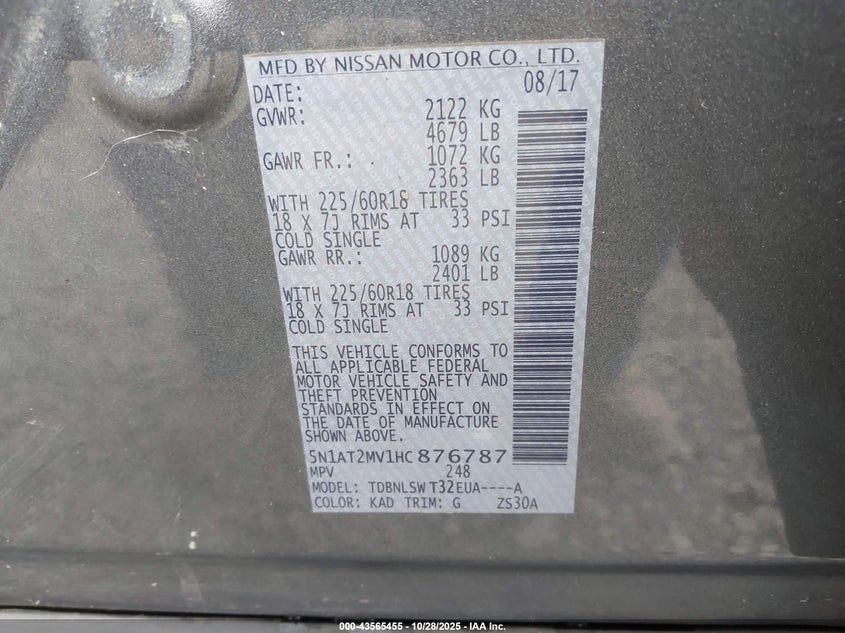 MFD BY NISSAN MOTOR CO., LTD.
DATE: 08/17
GVWR: 2122 KG
4679 LB
GAWR FR.: 1072 KG
2363 LB
WITH 225/60R18 TIRES
18 X 7J RIMS AT 33 PSI
COLD SINGLE
GAWR RR.: 1089 KG
2401 LB
WITH 225/60R18 TIRES
18 X 7J RIMS AT 33 PSI
COLD SINGLE
THIS VEHICLE CONFORMS TO
ALL APPLICABLE FEDERAL
MOTOR VEHICLE SAFETY AND
THEFT PREVENTION
STANDARDS IN EFFECT ON
THE DATE OF MANUFACTURE
SHOWN ABOVE.
5N1AT2MV1HC876787
MPV 248
MODEL: TDBNLSW T32EUA----A
COLOR: KAD TRIM: G ZS30A
000-43565455 - 10/28/2025 - IAA Inc.